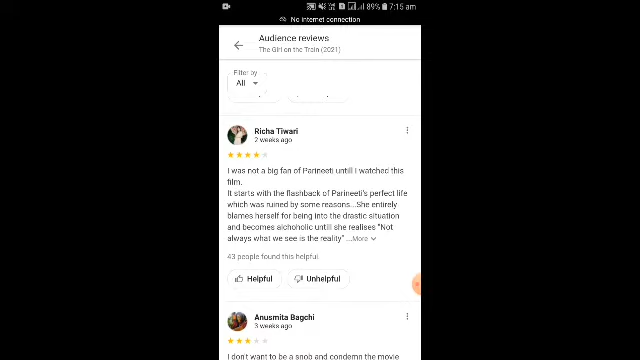 89% 7:15 am
No internet connection
Audience reviews
The Girl on the Train (2021)
Filter by
All
Richa Tiwari
2 weeks ago
I was not a big fan of Parineeti untill I watched this
film,
It starts with the flashback of Parineeti's perfect life
which was ruined by some reasons...She entirely
blames herself for being into the drastic situation
and becomes alchoholic untill she realises "Not
always what we see is the reality" ...More
43 people found this helpful
Helpful Unhelpful
Anusmita Bagchi
3 weeks ago
I don't want to be a snob and condemn the movie